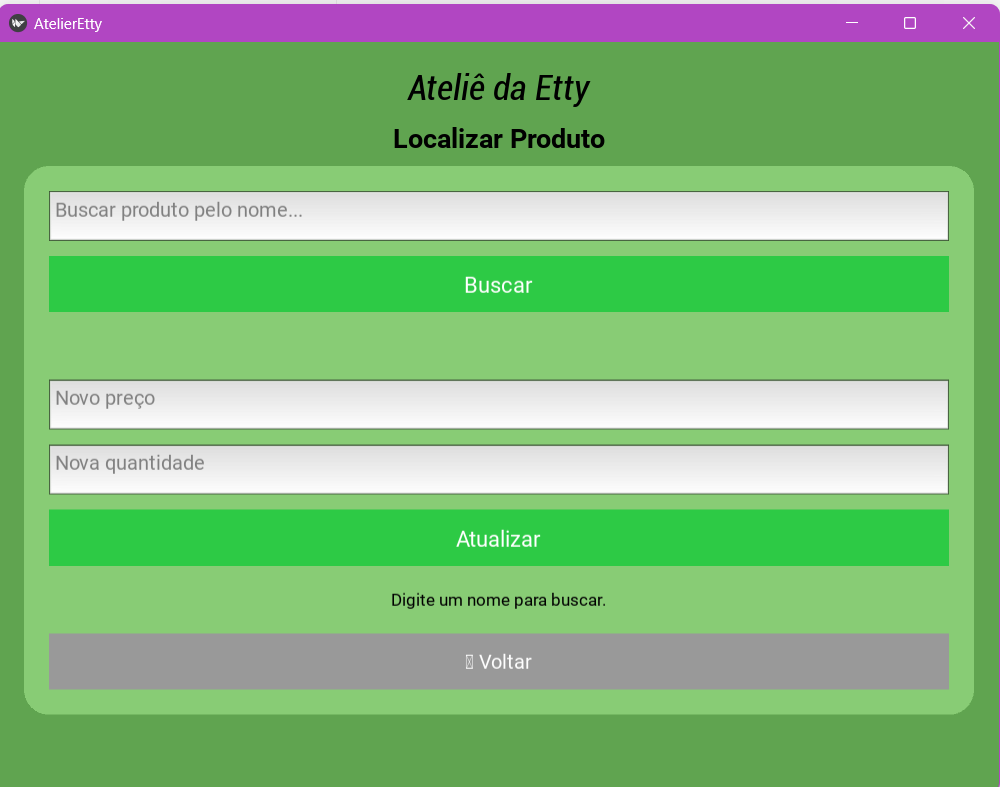 AtelierEtty
Ateliê da Etty
Localizar Produto
Buscar produto pelo nome...
Buscar
Novo preço
Nova quantidade
Atualizar
Digite um nome para buscar.
Voltar